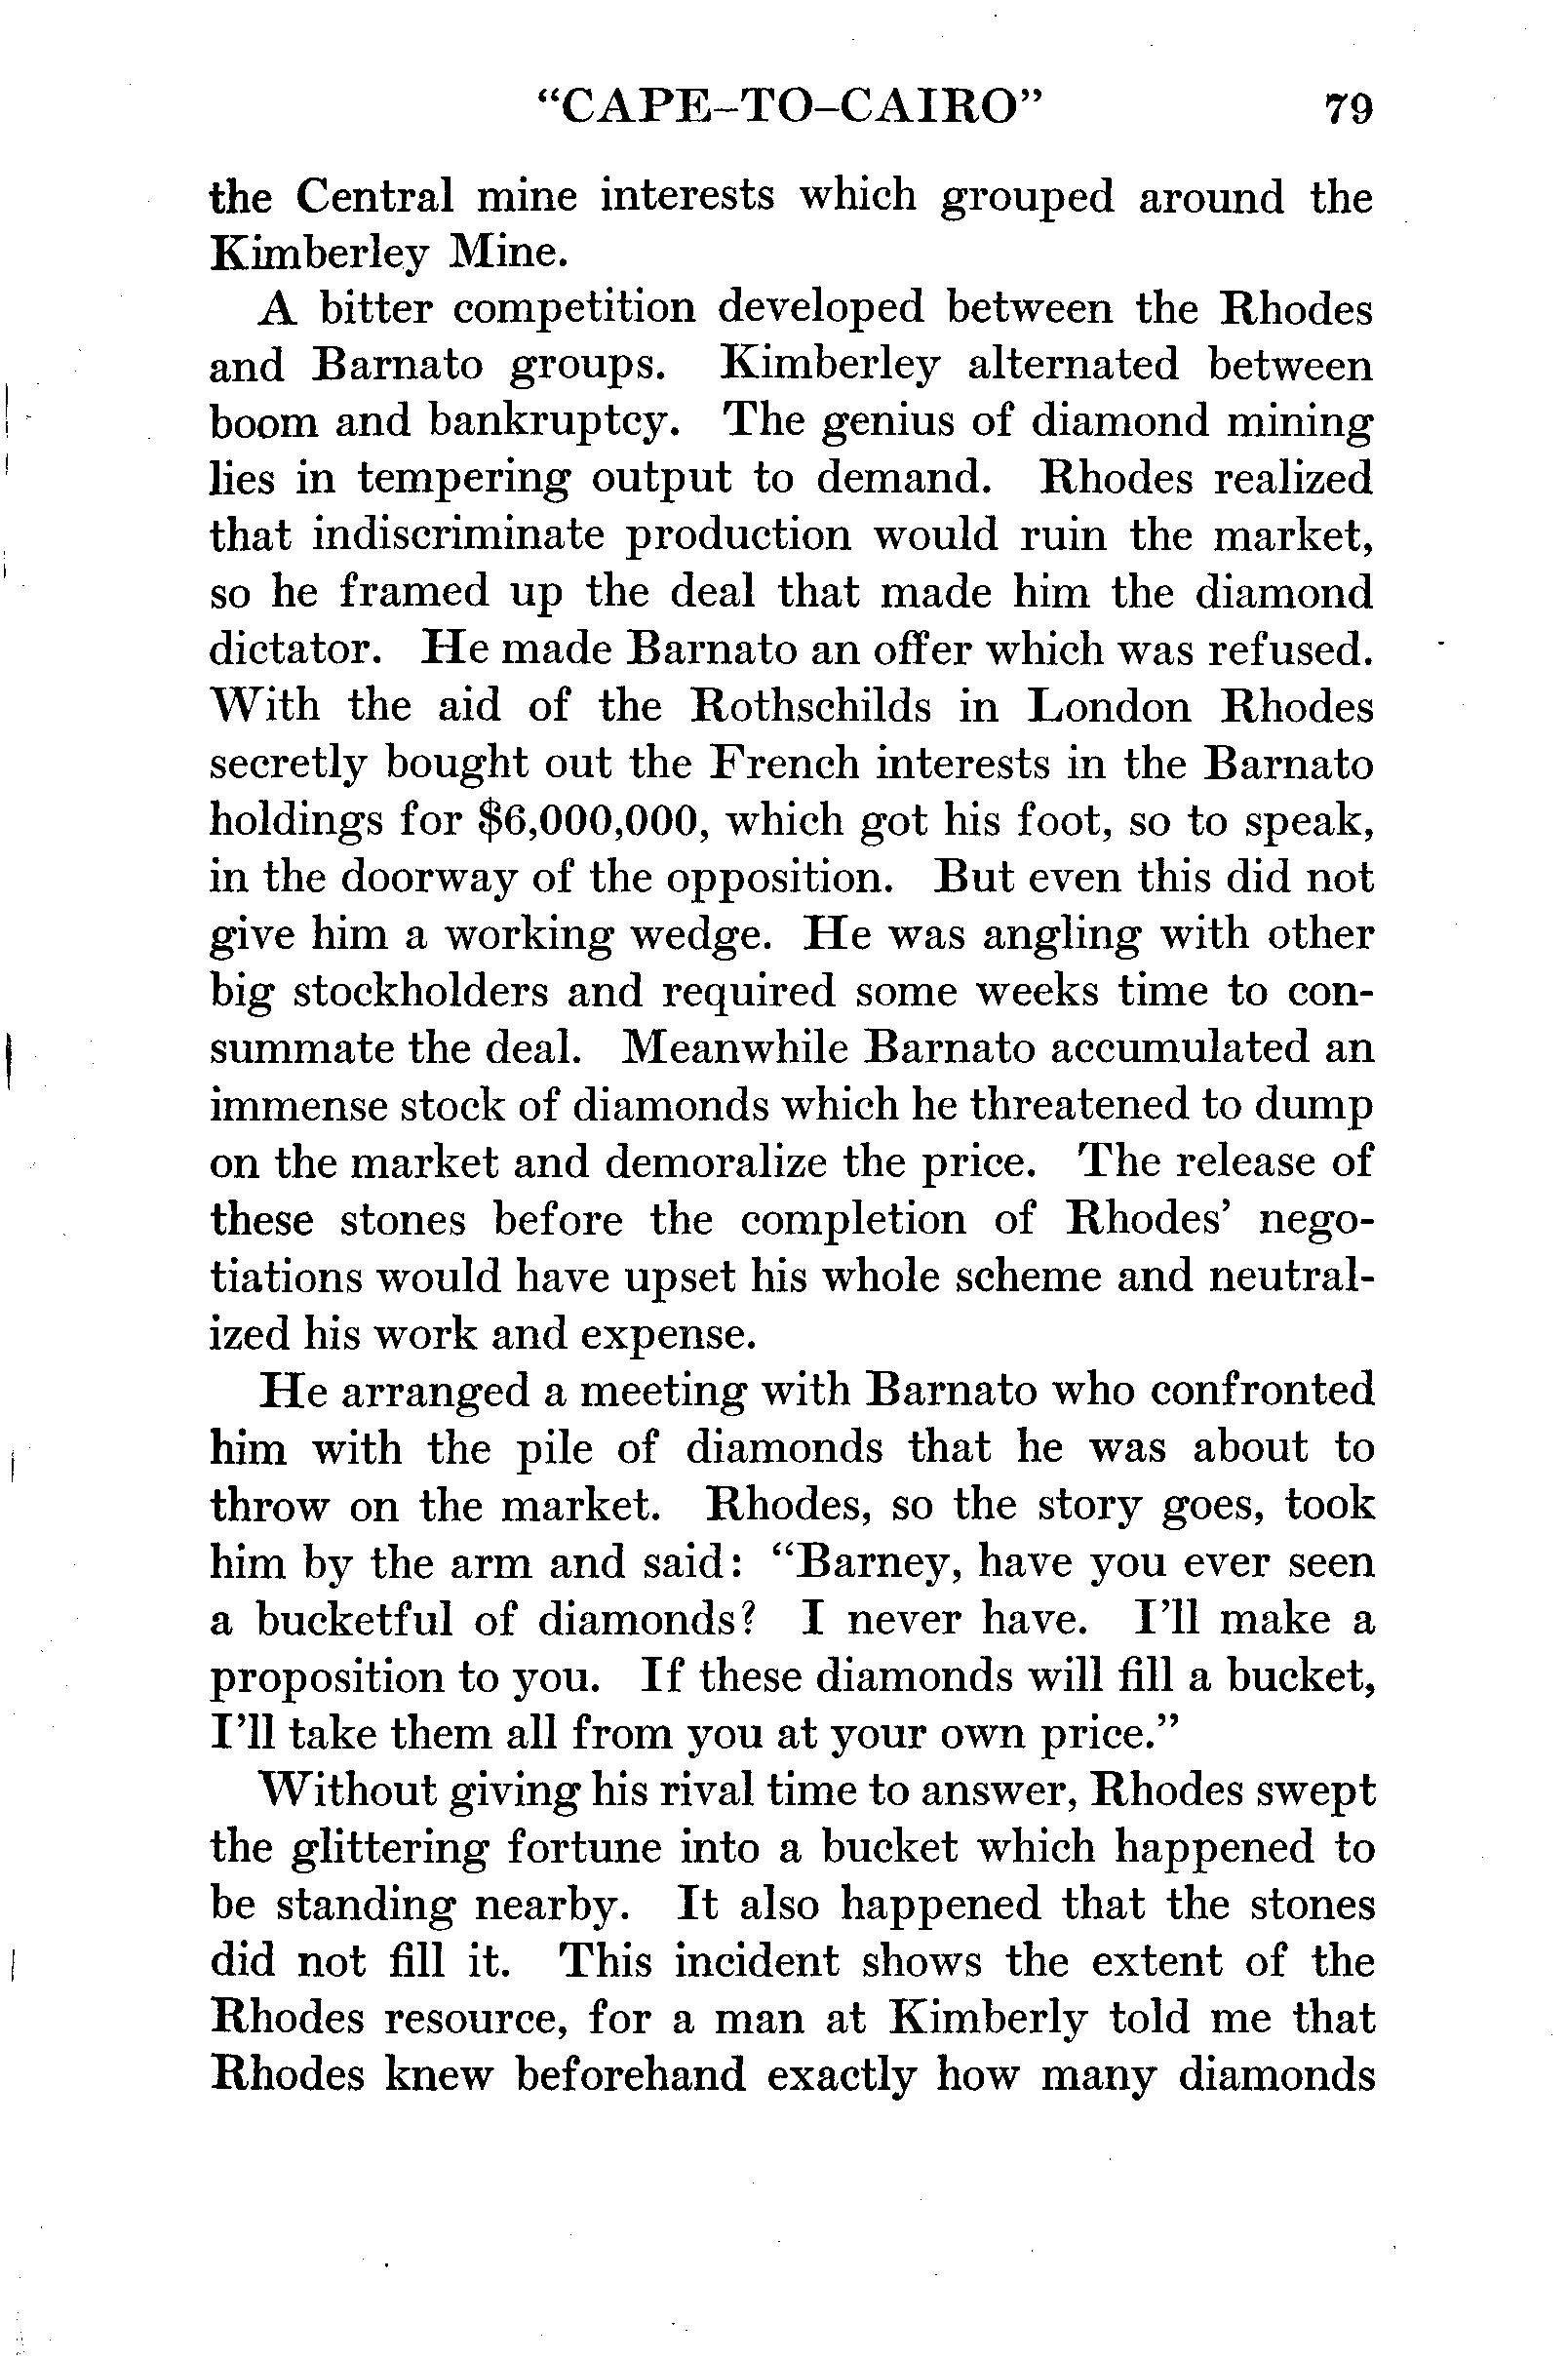 "CAPE-TO-CAIRO" 79
the Central mine interests which grouped around the
Kimberley Mine.
A bitter competition developed between the Rhodes
and Barnato groups. Kimberley alternated between
boom and bankruptcy. The genius of diamond mining
lies in tempering output to demand. Rhodes realized
that indiscriminate production would ruin the market,
so he framed up the deal that made him the diamond
dictator. He made Barnato an offer which was refused.
With the aid of the Rothschilds in London Rhodes
secretly bought out the French interests in the Barnato
holdings for $6,000,000, which got his foot, so to speak,
in the doorway of the opposition. But even this did not
give him a working wedge. He was angling with other
big stockholders and required some weeks time to con-
summate the deal. Meanwhile Barnato accumulated an
immense stock of diamonds which he threatened to dump
on the market and demoralize the price. The release of
these stones before the completion of Rhodes' nego-
tiations would have upset his whole scheme and neutral-
ized his work and expense.
He arranged a meeting with Barnato who confronted
him with the pile of diamonds that he was about to
throw on the market. Rhodes, so the story goes, took
him by the arm and said: "Barney, have you ever seen
a bucketful of diamonds? I never have. I'll make a
proposition to you. If these diamonds will fill a bucket,
I'll take them all from you at your own price."
Without giving his rival time to answer, Rhodes swept
the glittering fortune into a bucket which happened to
be standing nearby. It also happened that the stones
did not fill it. This incident shows the extent of the
Rhodes resource, for a man at Kimberly told me that
Rhodes knew beforehand exactly how many diamonds